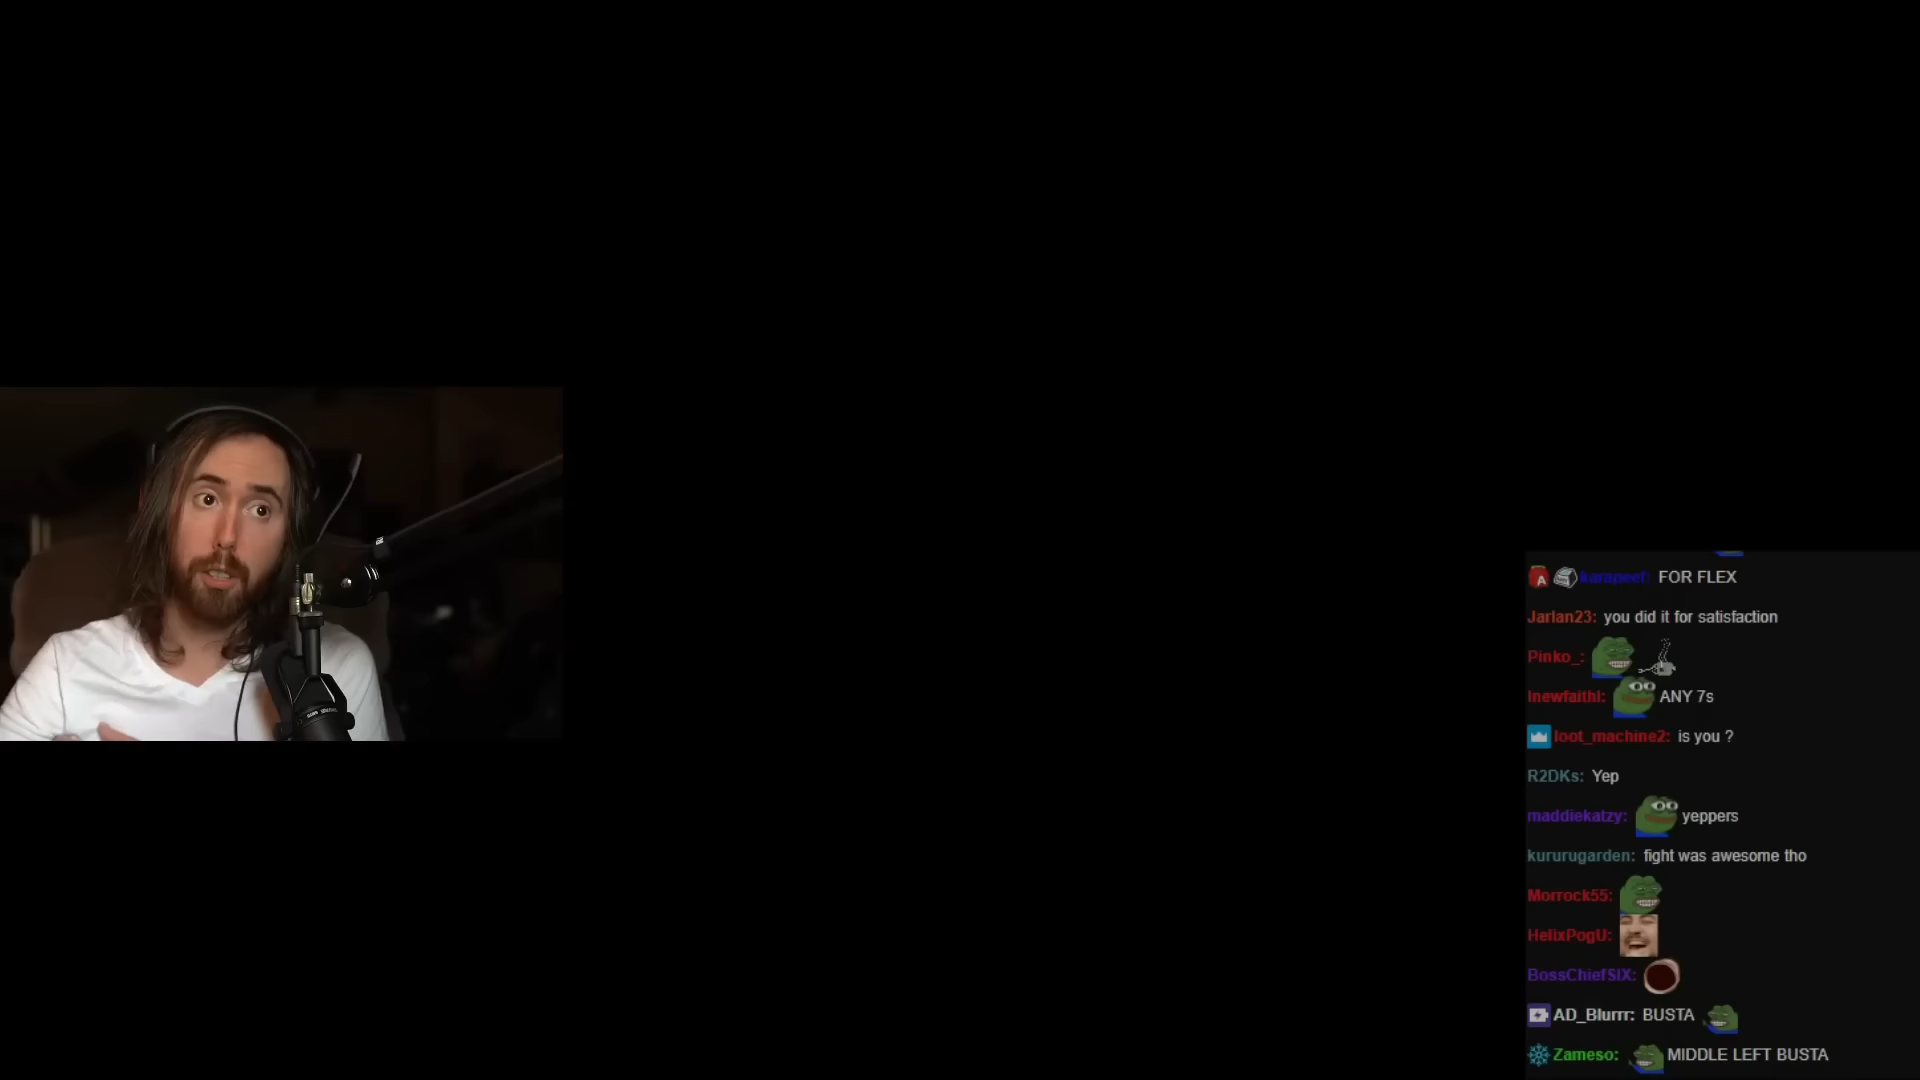 karapeef: FOR FLEX
Jarlan23: you did it for satisfaction
Pinko_:
Inewfaithl: ANY 7s
loot_machine2: is you ?
R2DKs: Yep
maddiekatzy: yeppers
kururugarden: fight was awesome tho
Morrock55:
HelixPogU:
BossChiefSIX:
AD_Blurrr: BUSTA
Zameso: MIDDLE LEFT BUSTA